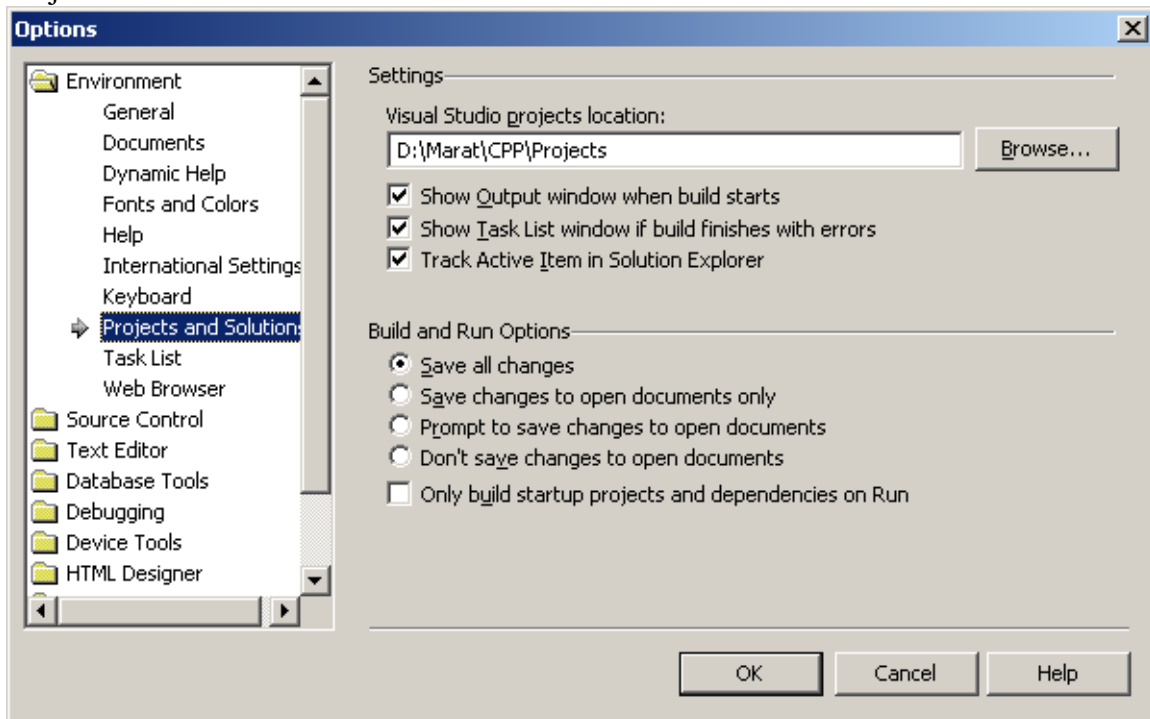 Options
Environment
General
Documents
Dynamic Help
Fonts and Colors
Help
International Settings
Keyboard
Projects and Solution
Task List
Web Browser
Source Control
Text Editor
Database Tools
Debugging
Device Tools
HTML Designer
Settings
Visual Studio projects location:
D:\Marat\CPP\Projects
Browse...
Show Output window when build starts
Show Task List window if build finishes with errors
Track Active Item in Solution Explorer
Build and Run Options
Save all changes
Save changes to open documents only
Prompt to save changes to open documents
Don't save changes to open documents
Only build startup projects and dependencies on Run
OK Cancel Help